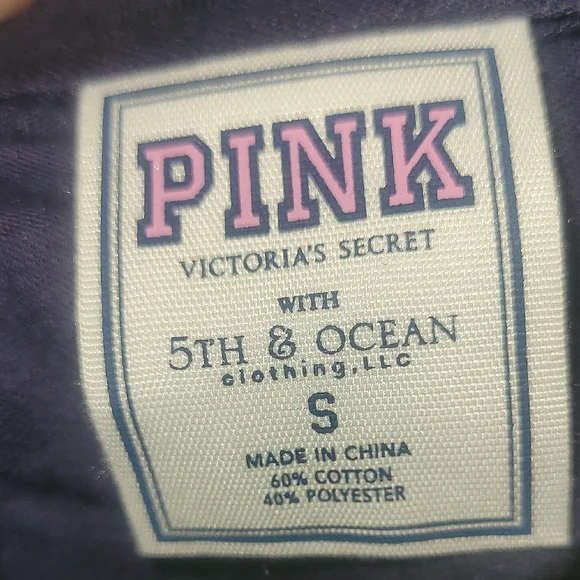 PINK
VICTORIA'S SECRET
WITH
5TH & OCEAN
clothing, LLC
S
MADE IN CHINA
60% COTTON
40% POLYESTER